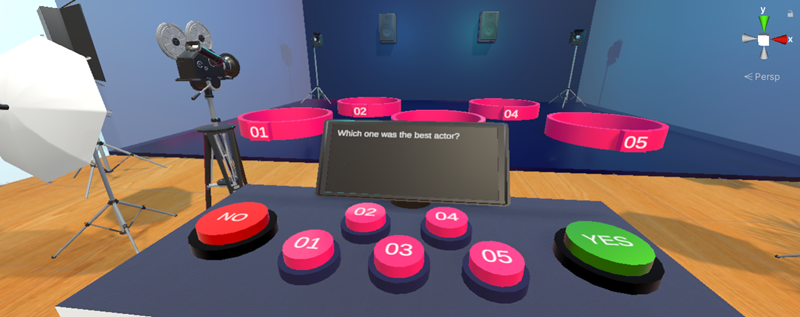 y
x
Persp
02
04
01
05
Which one was the best actor?
NO
02
04
YES
01
03
05